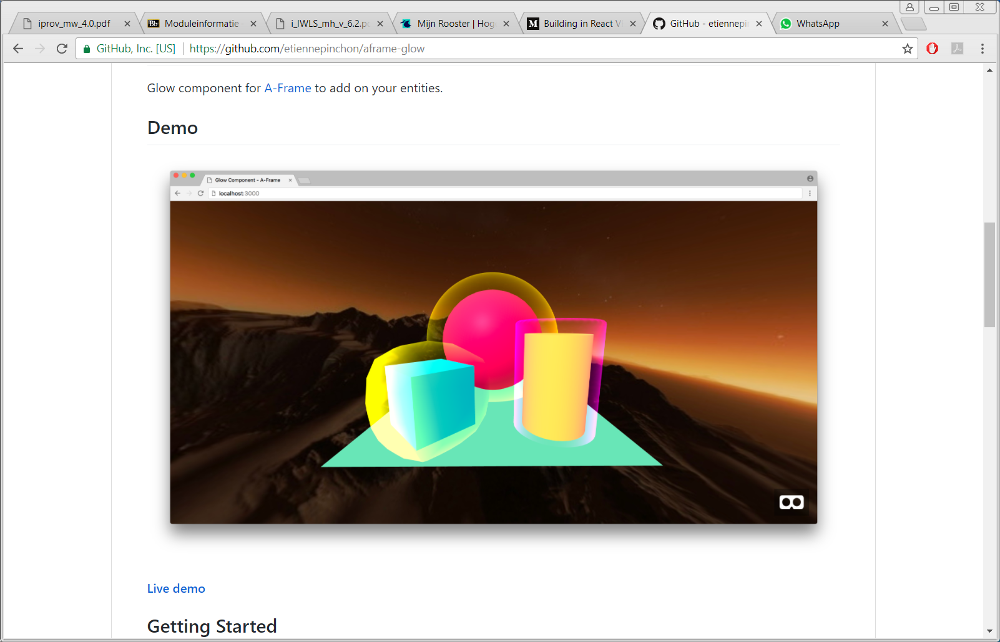 iprov_mw_4.0.pdf
Bb Moduleinformatie
i_IWLS_mh_v_6.2.p
Mijn Rooster | Hog
M Building in React V
GitHub - etiennepin
WhatsApp
GitHub, Inc. [US] https://github.com/etiennepinchon/aframe-glow
Glow component for A-Frame to add on your entities.
Demo
Glow Component - A-Frame
localhost:3000
Live demo
Getting Started